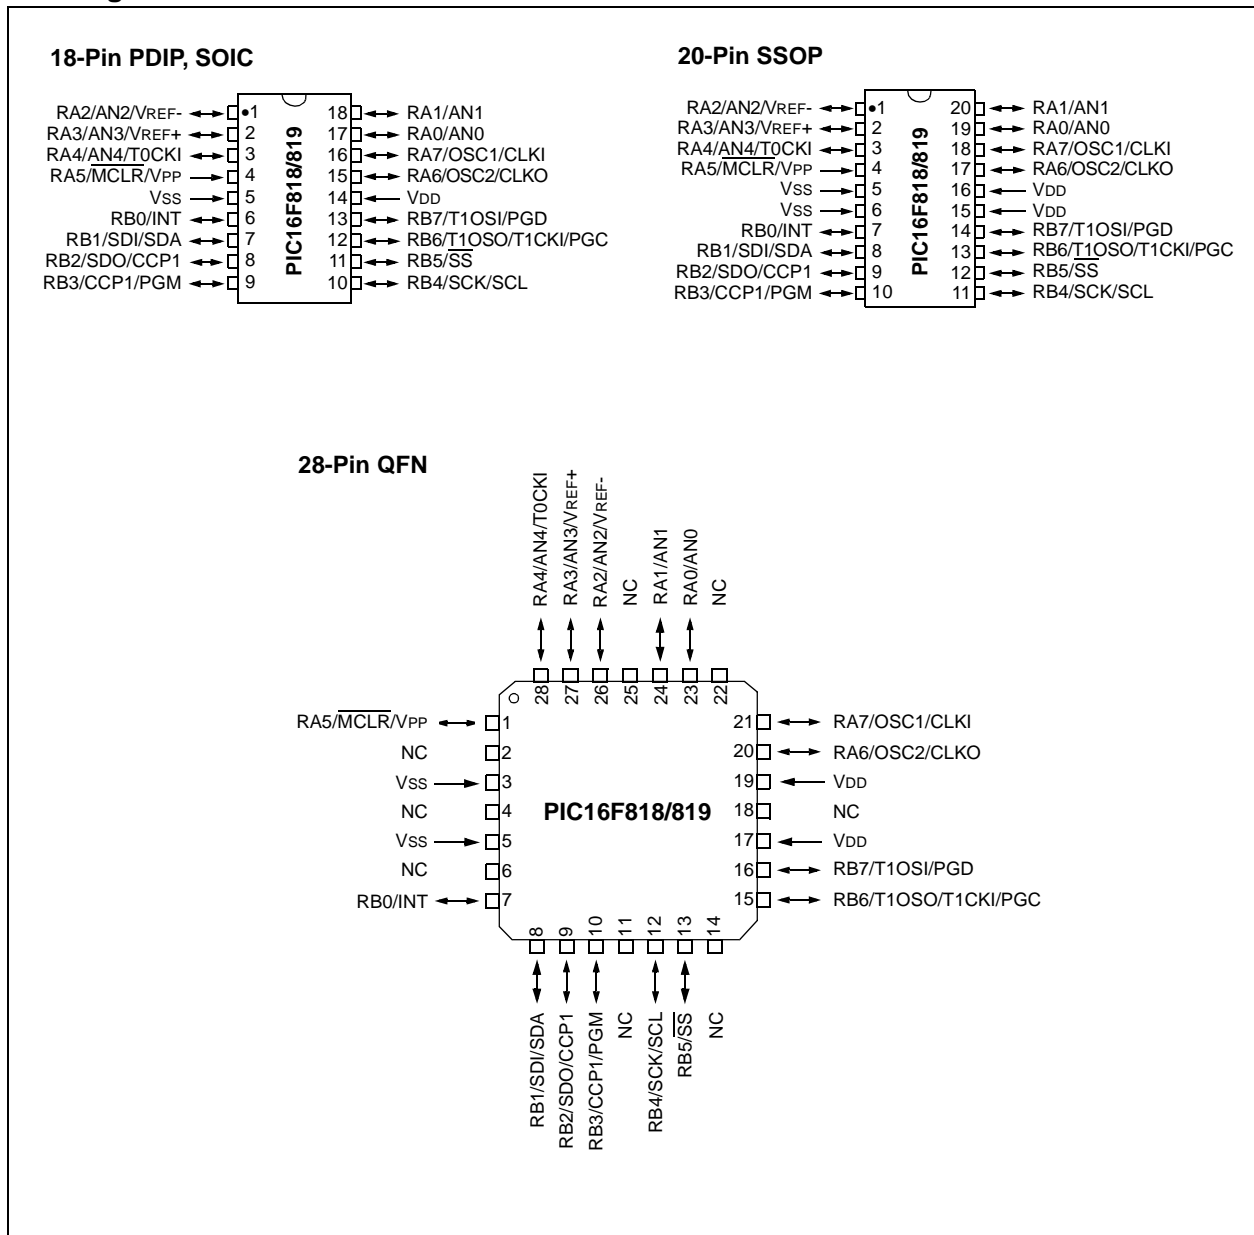 18-Pin PDIP, SOIC
RA2/AN2/VREF- 1 18 RA1/AN1
RA3/AN3/VREF+ 2 17 RA0/AN0
RA4/AN4/T0CKI 3 16 RA7/OSC1/CLKI
RA5/MCLR/VPP 4 15 RA6/OSC2/CLKO
VSS 5 14 VDD
RB0/INT 6 13 RB7/T1OSI/PGD
RB1/SDI/SDA 7 12 RB6/T1OSO/T1CKI/PGC
RB2/SDO/CCP1 8 11 RB5/SS
RB3/CCP1/PGM 9 10 RB4/SCK/SCL
PIC16F818/819
20-Pin SSOP
RA2/AN2/VREF- 1 20 RA1/AN1
RA3/AN3/VREF+ 2 19 RA0/AN0
RA4/AN4/T0CKI 3 18 RA7/OSC1/CLKI
RA5/MCLR/VPP 4 17 RA6/OSC2/CLKO
VSS 5 16 VDD
VSS 6 15 VDD
RB0/INT 7 14 RB7/T1OSI/PGD
RB1/SDI/SDA 8 13 RB6/T1OSO/T1CKI/PGC
RB2/SDO/CCP1 9 12 RB5/SS
RB3/CCP1/PGM 10 11 RB4/SCK/SCL
PIC16F818/819
28-Pin QFN
RA4/AN4/T0CKI
RA3/AN3/VREF+
RA2/AN2/VREF-
NC
RA1/AN1
RA0/AN0
NC
28 27 26 25 24 23 22
RA5/MCLR/VPP 1 21 RA7/OSC1/CLKI
NC 2 20 RA6/OSC2/CLKO
VSS 3 19 VDD
NC 4 PIC16F818/819 18 NC
VSS 5 17 VDD
NC 6 16 RB7/T1OSI/PGD
RB0/INT 7 15 RB6/T1OSO/T1CKI/PGC
8 9 10 11 12 13 14
RB1/SDI/SDA
RB2/SDO/CCP1
RB3/CCP1/PGM
NC
RB4/SCK/SCL
RB5/SS
NC